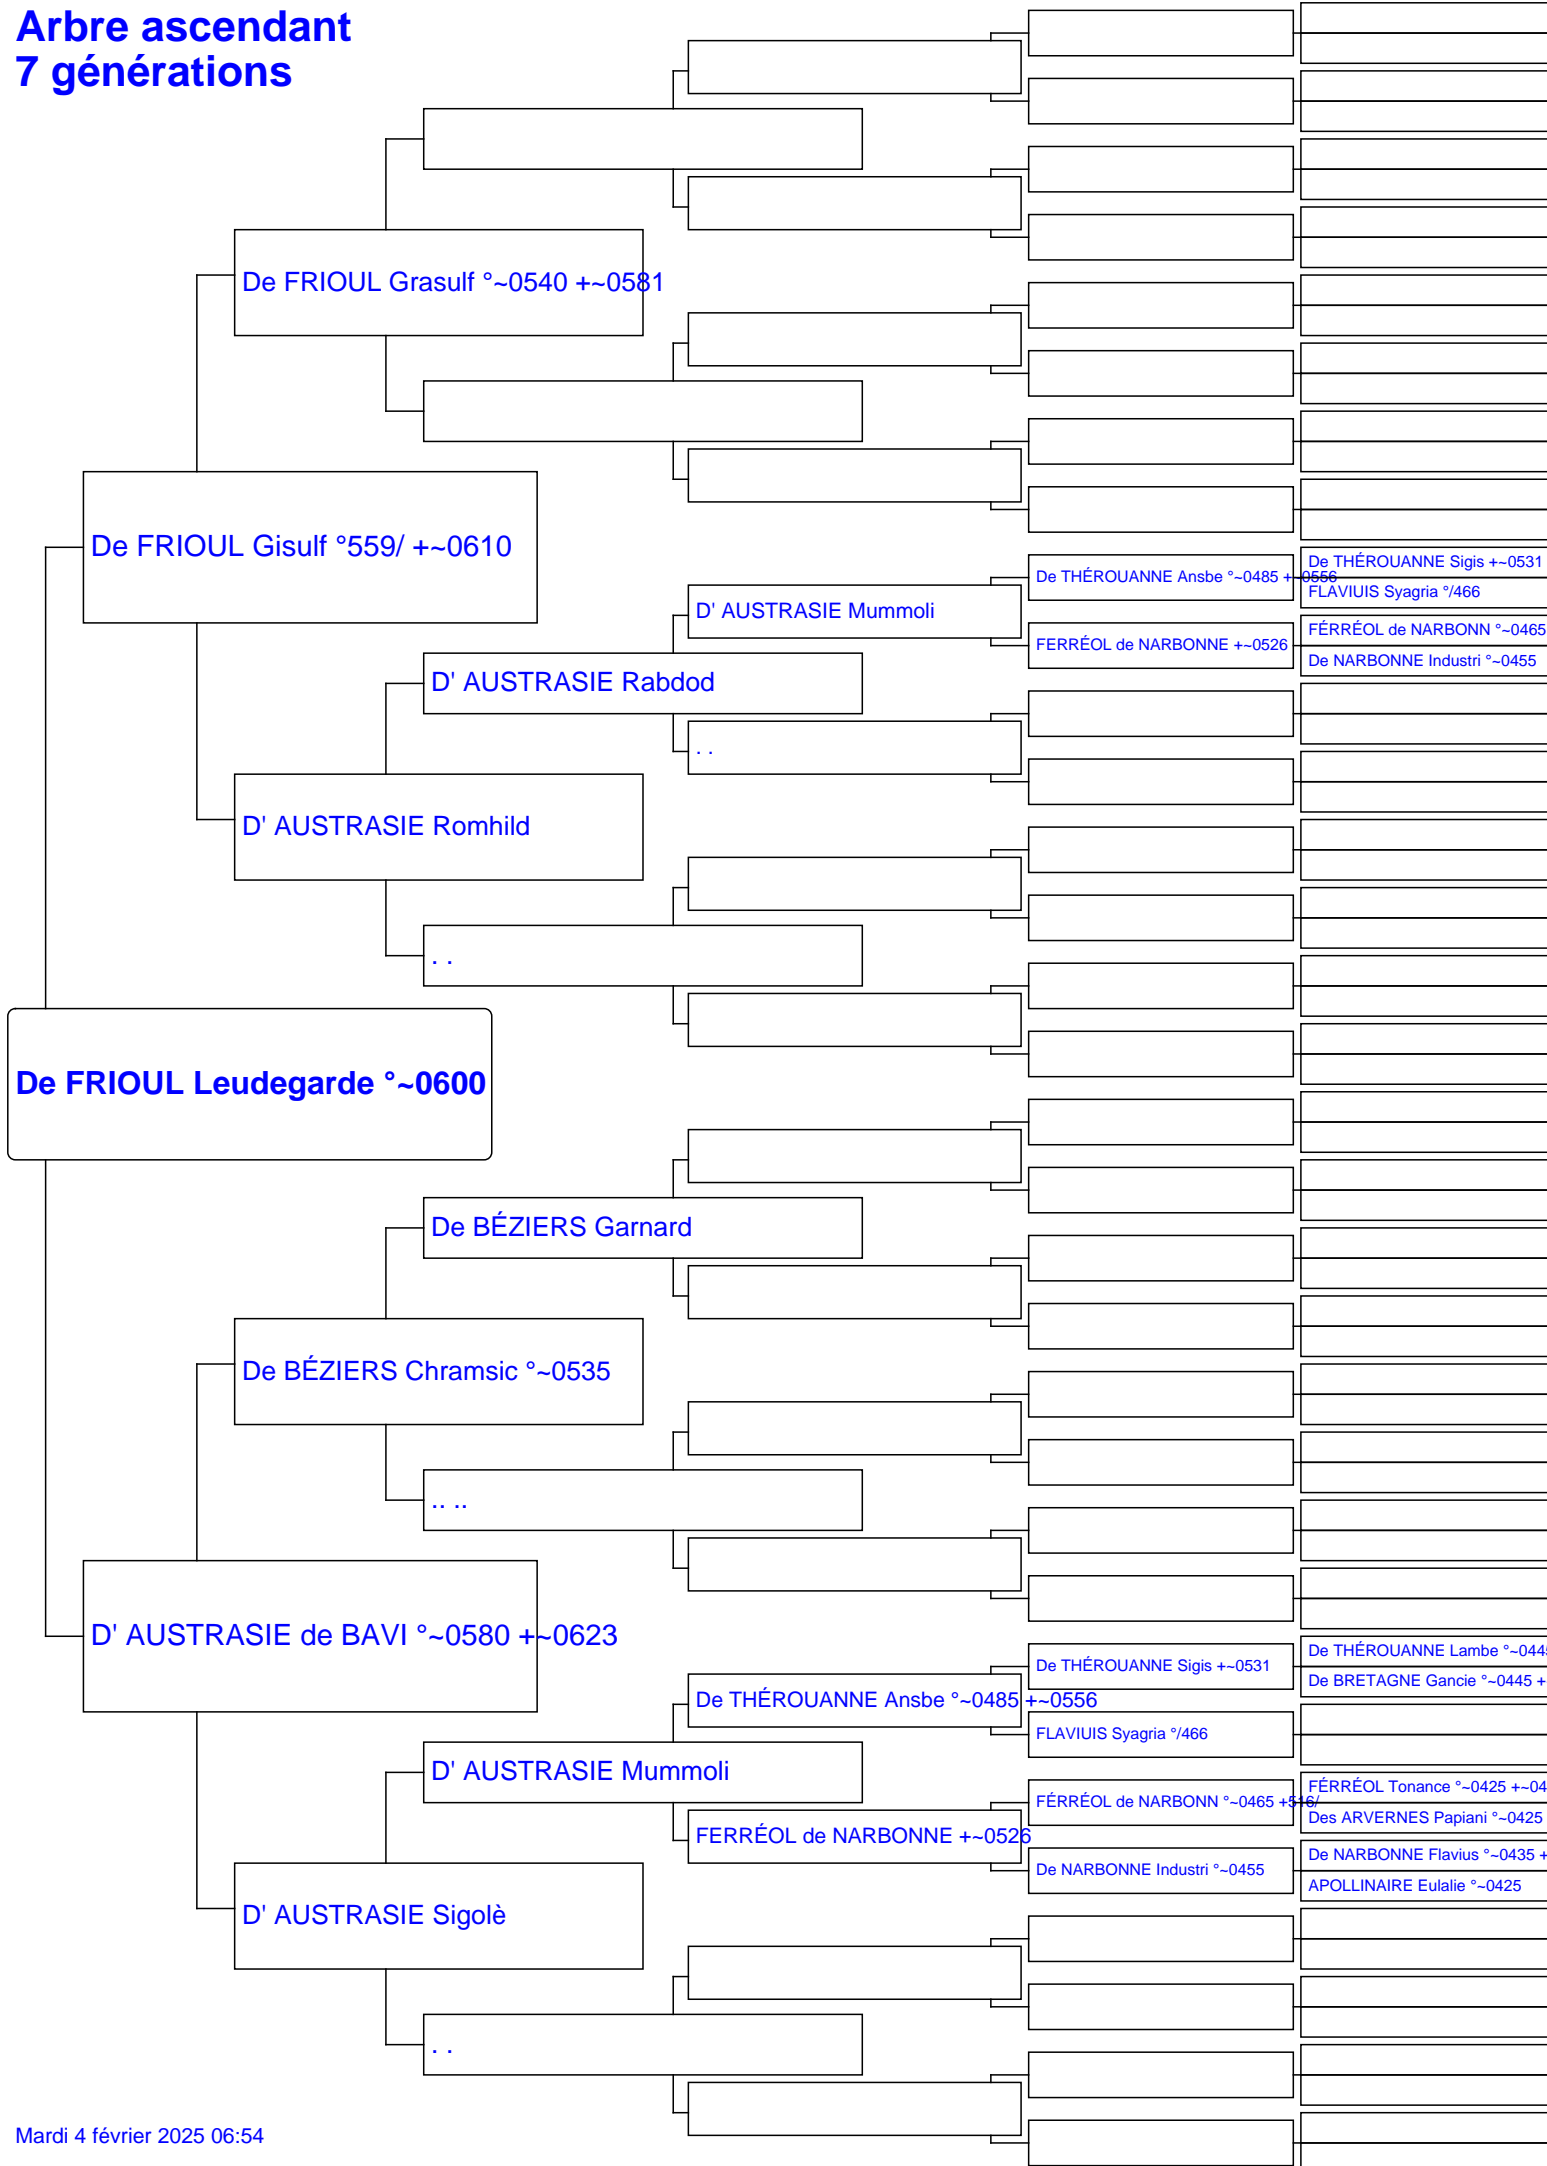 Arbre ascendant
7 générations
De FRIOUL Grasulf °~0540 +~0581
De FRIOUL Gisulf °559/ +~0610
De THÉROUANNE Ansbe °~0485 +~0556
De THÉROUANNE Sigis +~0531
FLAVIUIS Syagria °/466
D' AUSTRASIE Mummoli
FERRÉOL de NARBONNE +~0526
FÉRRÉOL de NARBONN °~0465
De NARBONNE Industri °~0455
D' AUSTRASIE Rabdod
. .
D' AUSTRASIE Romhild
. .
De FRIOUL Leudegarde °~0600
De BÉZIERS Garnard
De BÉZIERS Chramsic °~0535
.. ..
D' AUSTRASIE de BAVI °~0580 +~0623
De THÉROUANNE Sigis +~0531
De THÉROUANNE Lambe °~0445
De BRETAGNE Gancie °~0445 +
De THÉROUANNE Ansbe °~0485 +~0556
FLAVIUIS Syagria °/466
D' AUSTRASIE Mummoli
FÉRRÉOL de NARBONN °~0465 +516/
FÉRRÉOL Tonance °~0425 +~04
Des ARVERNES Papiani °~0425
FERRÉOL de NARBONNE +~0526
De NARBONNE Industri °~0455
De NARBONNE Flavius °~0435 +
APOLLINAIRE Eulalie °~0425
D' AUSTRASIE Sigolè
. .
Mardi 4 février 2025 06:54